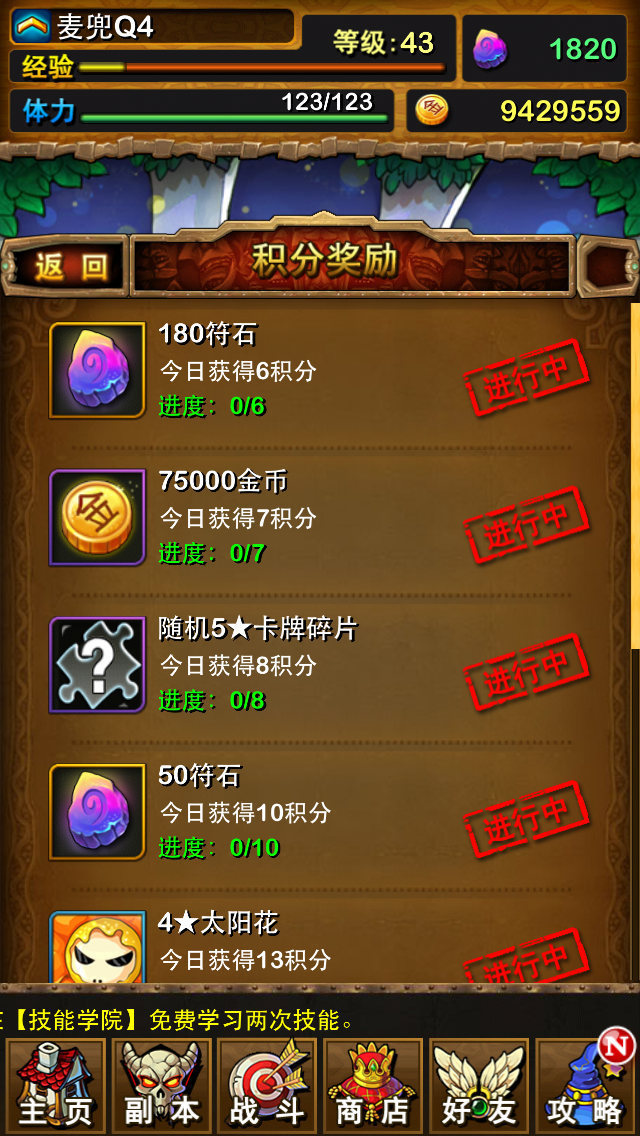 麦兜Q4
等级:43
1820
经验
体力
123/123
9429559
返回
积分奖励
180符石
今日获得6积分
进度：0/6
进行中
75000金币
今日获得7积分
进度：0/7
进行中
随机5★卡牌碎片
今日获得8积分
进度：0/8
进行中
50符石
今日获得10积分
进度：0/10
进行中
4★太阳花
今日获得13积分
进行中
【技能学院】免费学习两次技能。
N
主页
副本
战斗
商店
好友
攻略